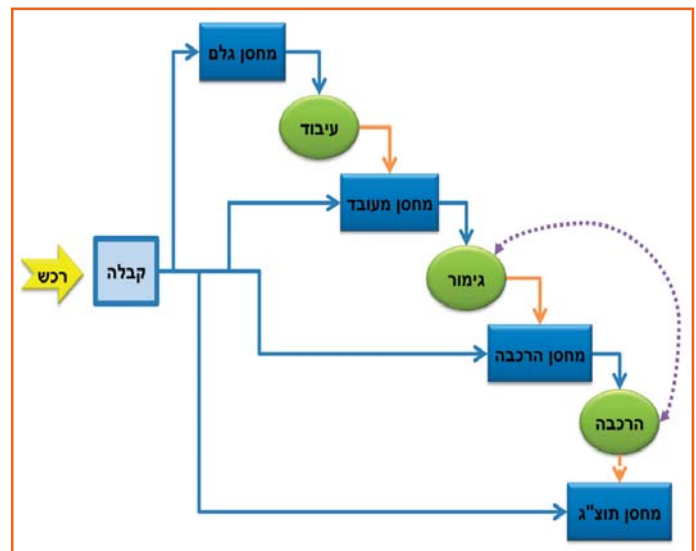 מחסן גלם
עיבוד
מחסן מעובד
רכש
קבלה
גימור
מחסן הרכבה
הרכבה
מחסן תוצ"ג